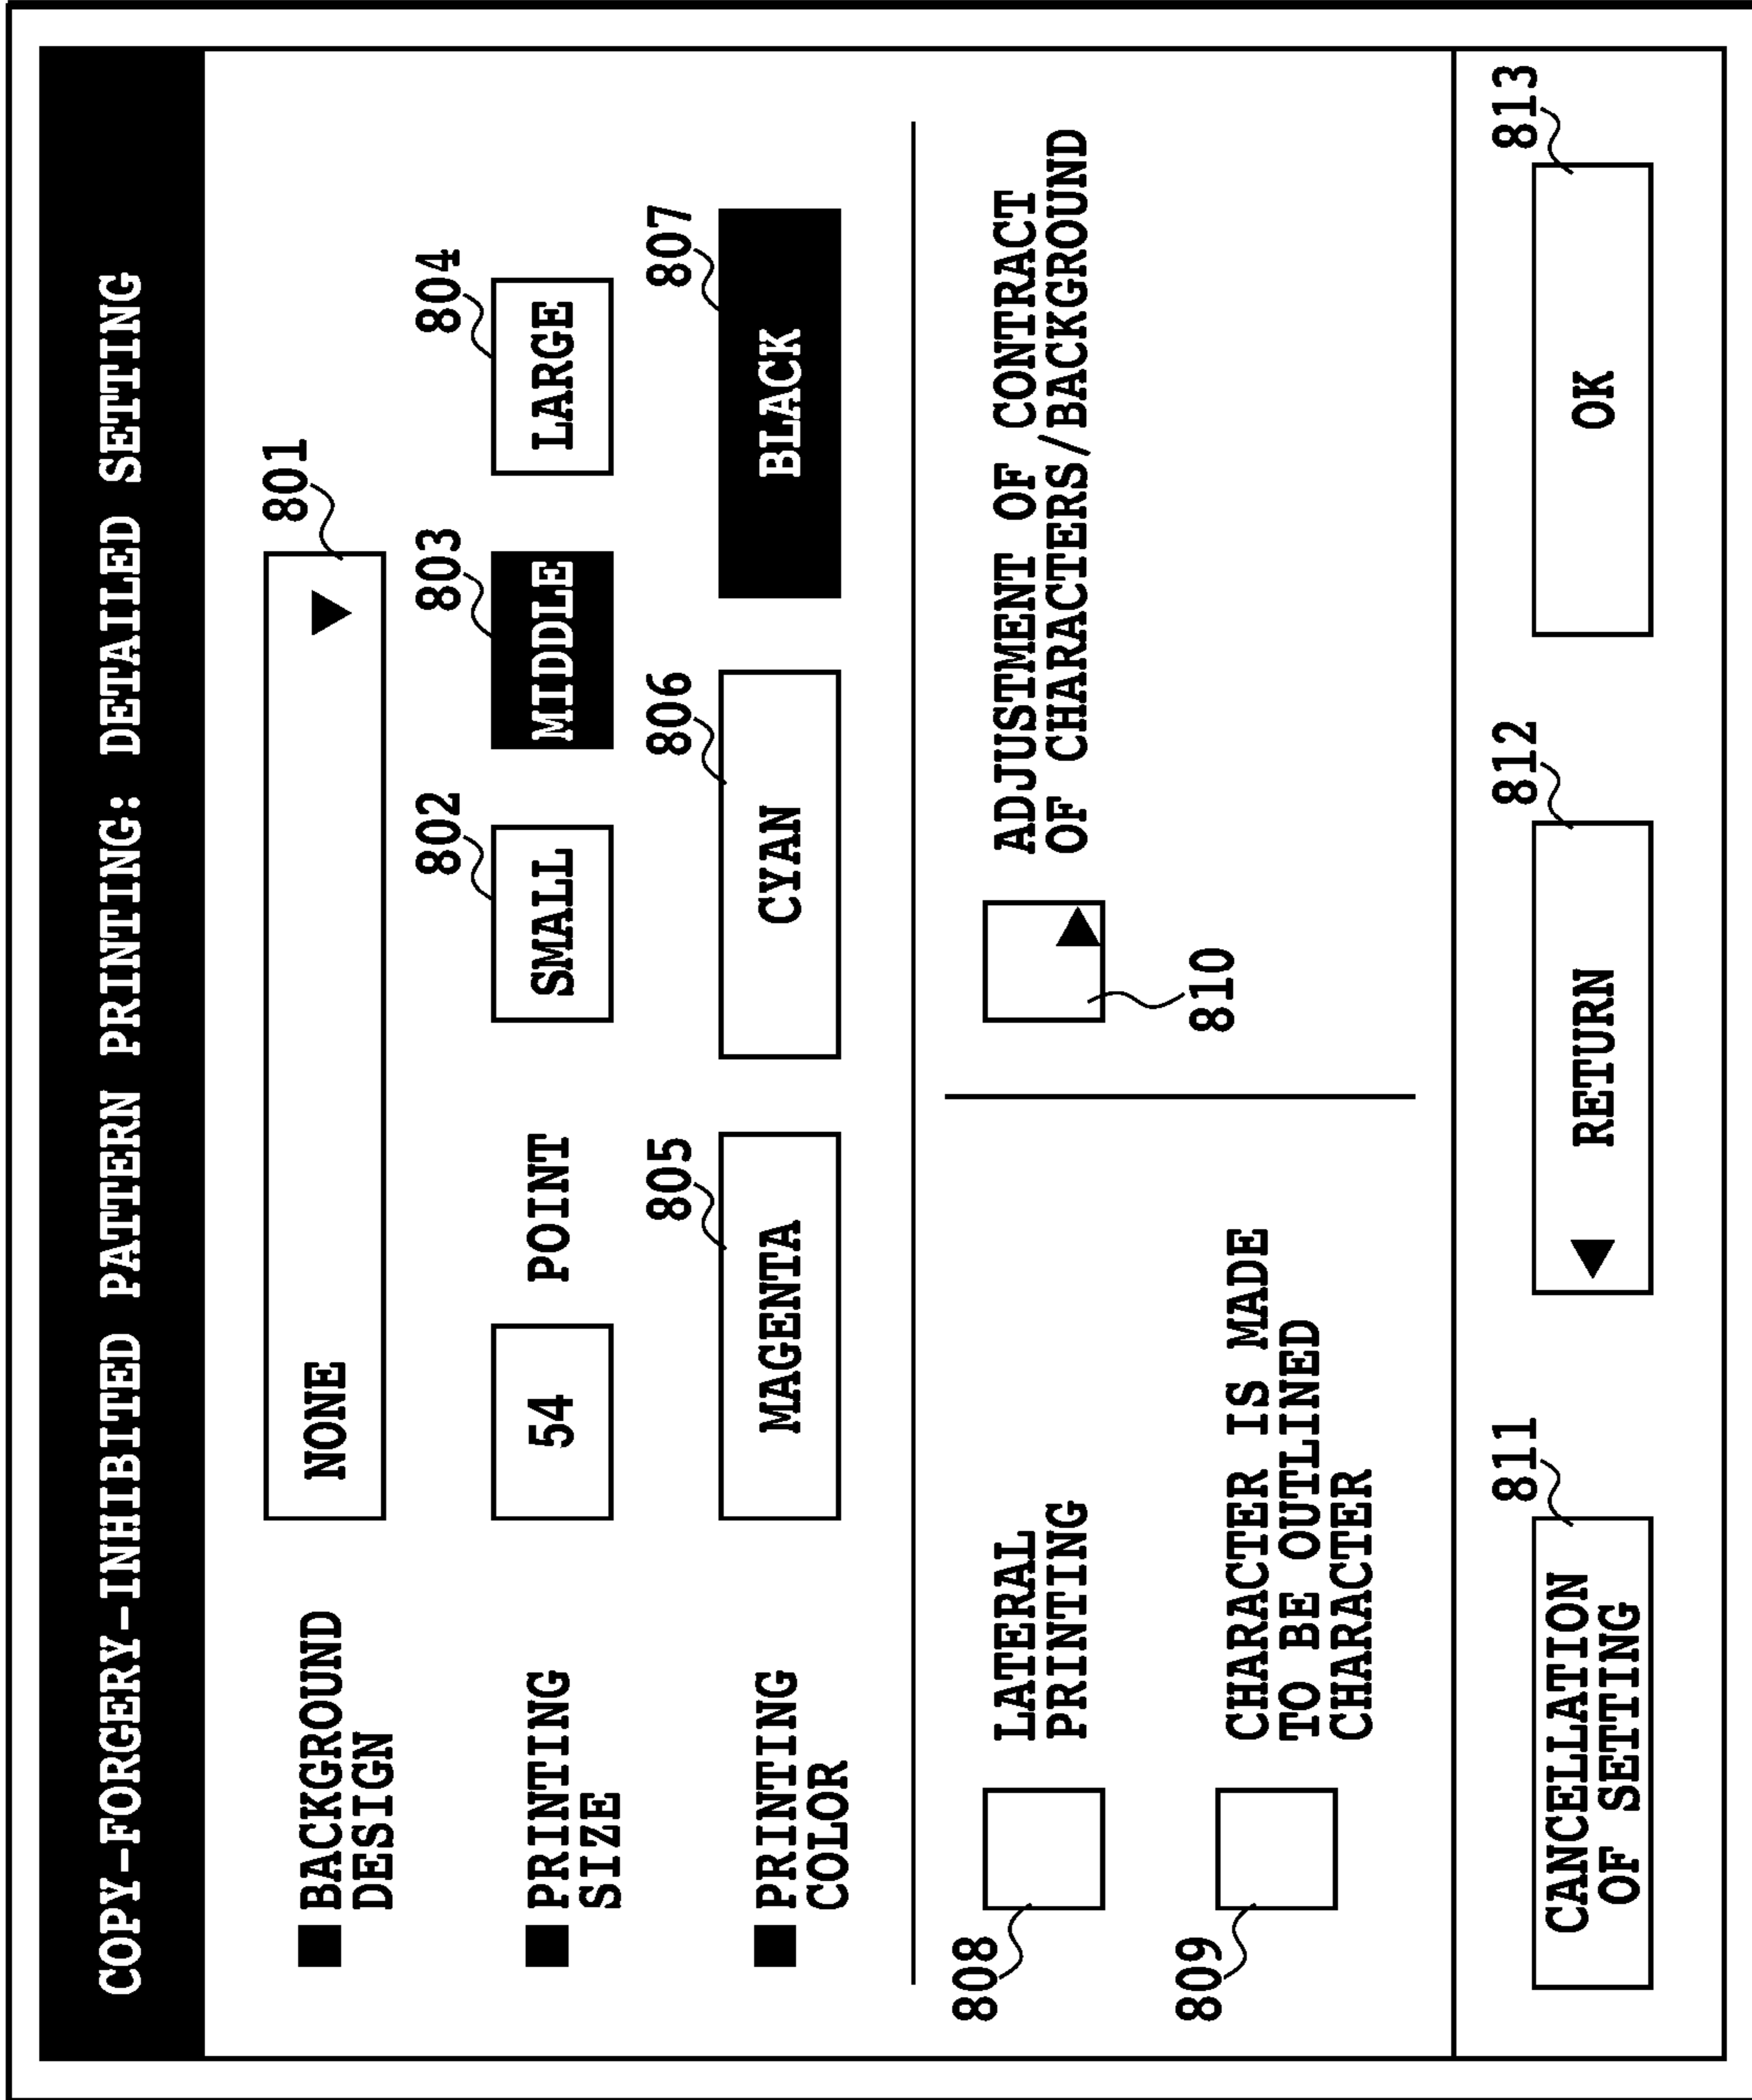 COPY-FORGERY-INHIBITED PATTERN PRINTING: DETAILED SETTING
801
■BACKGROUND
DESIGN
NONE ▼
802
803
804
■PRINTING
SIZE
54
POINT
SMALL
MIDDLE
LARGE
805
806
807
■PRINTING
COLOR
MAGENTA
CYAN
BLACK
808
LATERAL
PRINTING
ADJUSTMENT OF CONTRACT
OF CHARACTERS/BACKGROUND
810
809
CHARACTER IS MADE
TO BE OUTLINED
CHARACTER
811
812
813
CANCELLATION
OF SETTING
◀ RETURN
OK